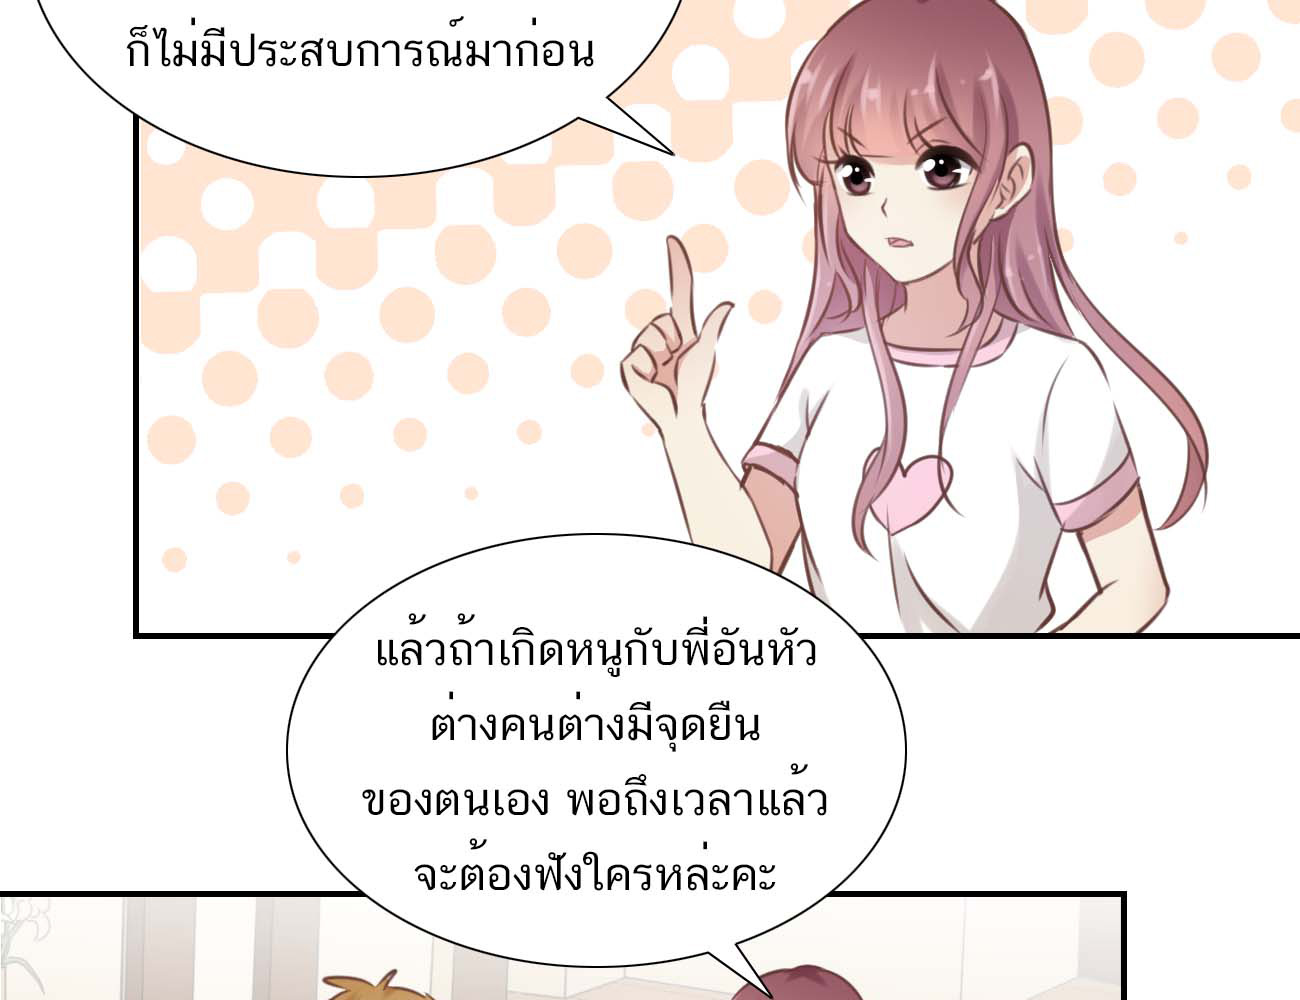 ก็ไม่มีประสบการณ์มาก่อน
แล้วถ้าเกิดหนูกับพี่อันหัว
ต่างคนต่างมีจุดยืน
ของตนเอง พอถึงเวลาแล้ว
จะต้องฟังใครหล่ะคะ